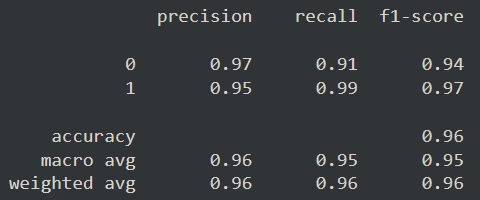 precision recall f1-score
0 0.97 0.91 0.94
1 0.95 0.99 0.97
accuracy 0.96
macro avg 0.96 0.95 0.95
weighted avg 0.96 0.96 0.96